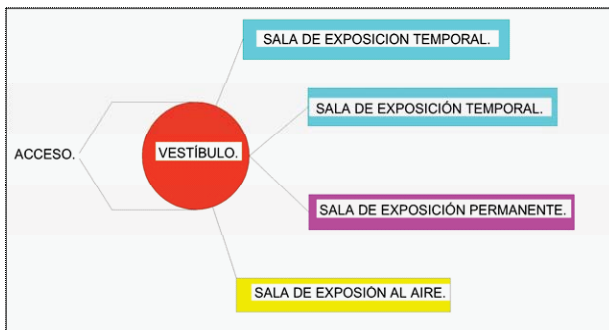 SALA DE EXPOSICION TEMPORAL.
SALA DE EXPOSICIÓN TEMPORAL.
ACCESO.
VESTÍBULO.
SALA DE EXPOSICIÓN PERMANENTE.
SALA DE EXPOSIÓN AL AIRE.